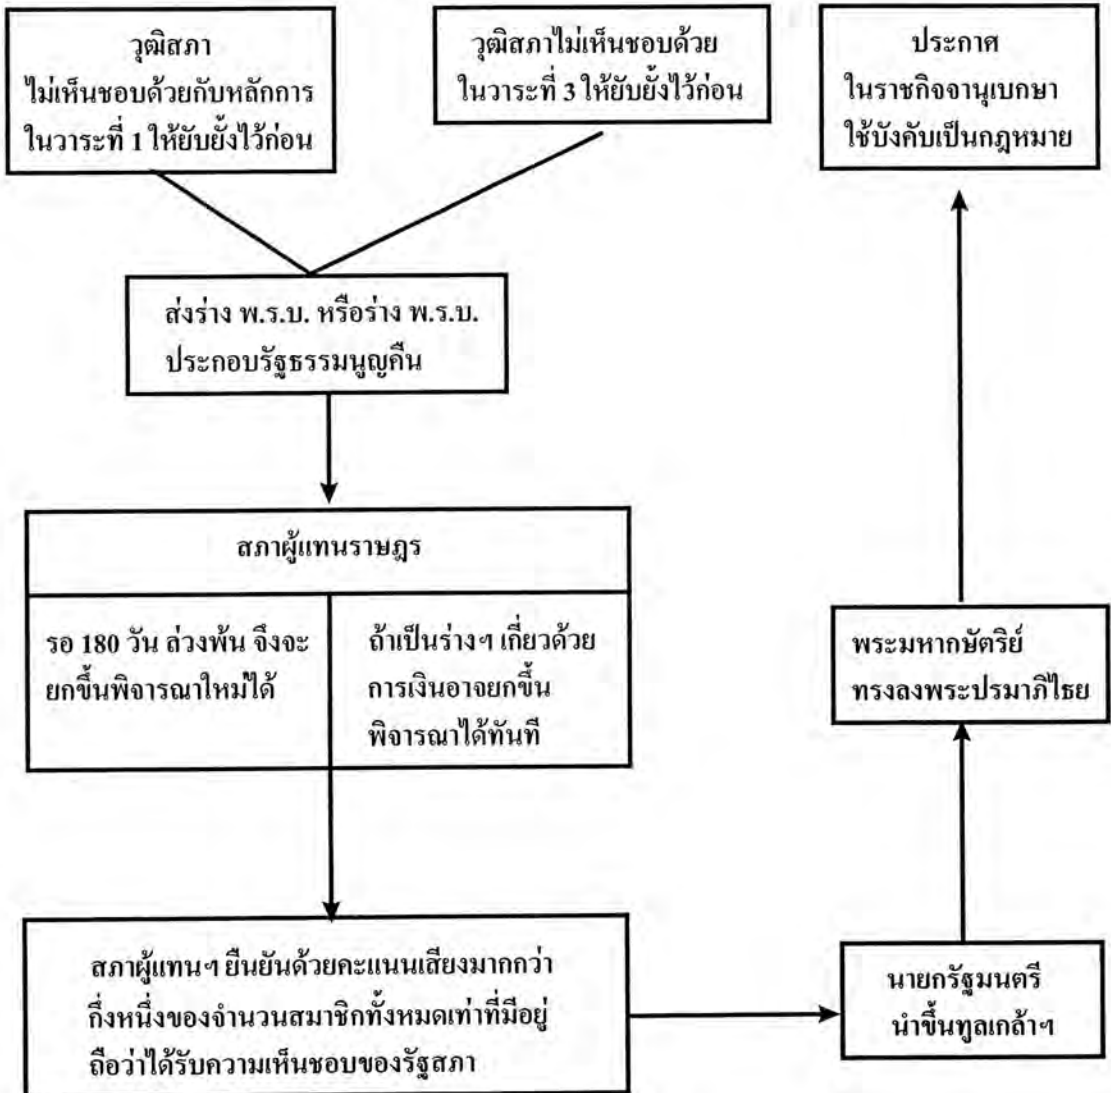 วุฒิสภา
ไม่เห็นชอบด้วยกับหลักการ
ในวาระที่ 1 ให้ยับยั้งไว้ก่อน
วุฒิสภาไม่เห็นชอบด้วย
ในวาระที่ 3 ให้ยับยั้งไว้ก่อน
ประกาศ
ในราชกิจจานุเบกษา
ใช้บังคับเป็นกฎหมาย
ส่งร่าง พ.ร.บ. หรือร่าง พ.ร.บ.
ประกอบรัฐธรรมนูญคืน
สภาผู้แทนราษฎร
รอ 180 วัน ล่วงพ้น จึงจะ
ยกขึ้นพิจารณาใหม่ได้
ถ้าเป็นร่างฯ เกี่ยวด้วย
การเงินอาจยกขึ้น
พิจารณาได้ทันที
พระมหากษัตริย์
ทรงลงพระปรมาภิไธย
สภาผู้แทนฯ ยืนยันด้วยคะแนนเสียงมากกว่า
กึ่งหนึ่งของจำนวนสมาชิกทั้งหมดเท่าที่มีอยู่
ถือว่าได้รับความเห็นชอบของรัฐสภา
นายกรัฐมนตรี
นำขึ้นทูลเกล้าฯ